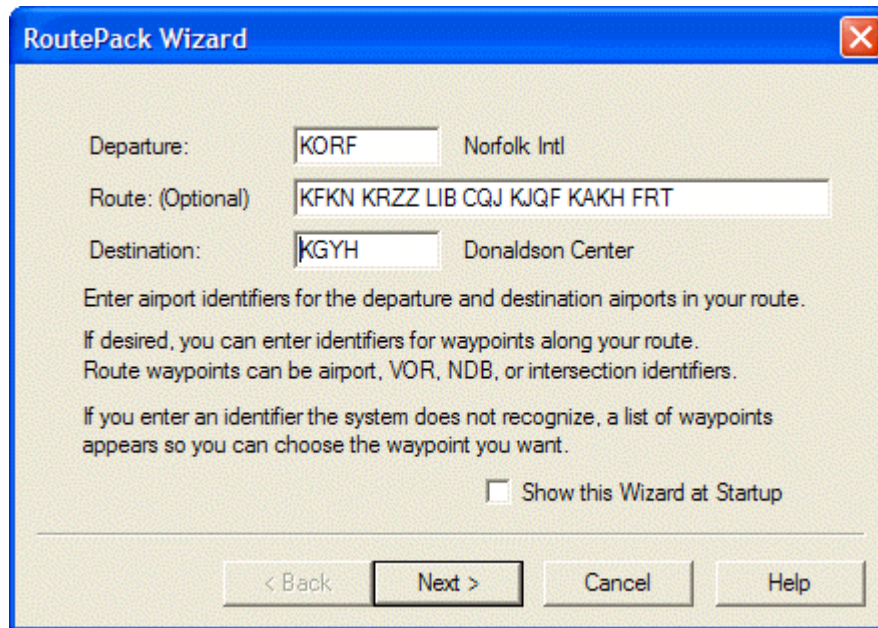 RoutePack Wizard
Departure: KORF Norfolk Intl
Route: (Optional) KFKN KRZZ LIB CQJ KJQF KAKH FRT
Destination: KGYH Donaldson Center
Enter airport identifiers for the departure and destination airports in your route.
If desired, you can enter identifiers for waypoints along your route.
Route waypoints can be airport, VOR, NDB, or intersection identifiers.
If you enter an identifier the system does not recognize, a list of waypoints
appears so you can choose the waypoint you want.
Show this Wizard at Startup
< Back Next > Cancel Help